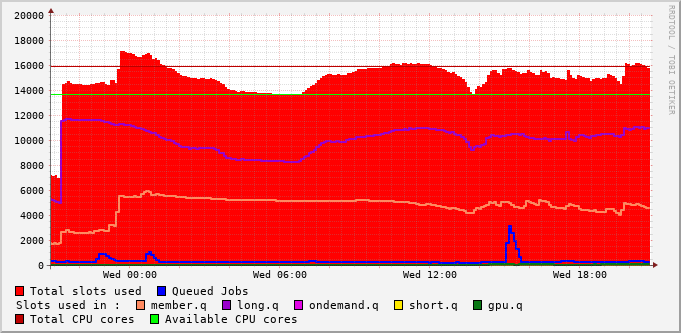 20000
18000
16000
14000
12000
10000
8000
6000
4000
2000
0
Wed 00:00 Wed 06:00 Wed 12:00 Wed 18:00
RRDTOOL / TOBI OETIKER
Total slots used Queued Jobs
Slots used in : member.q long.q ondemand.q short.q gpu.q
Total CPU cores Available CPU cores